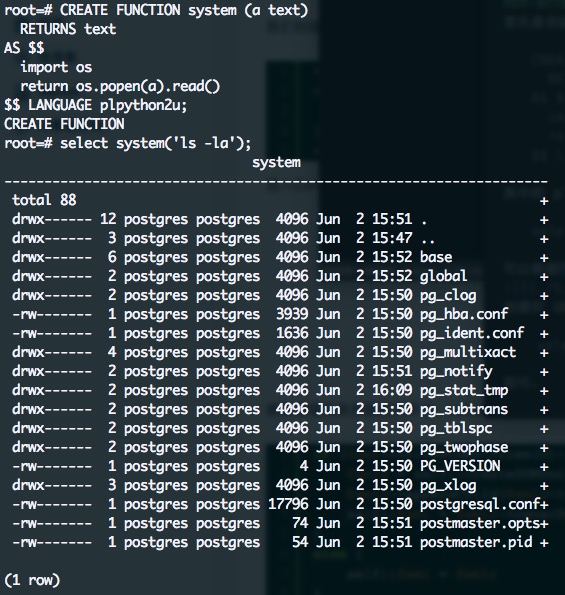 root=# CREATE FUNCTION system (a text)
  RETURNS text
AS $$
  import os
  return os.popen(a).read()
$$ LANGUAGE plpython2u;
CREATE FUNCTION
root=# select system('ls -la');
                              system
-------------------------------------------------------------------
 total 88                                                         +
 drwx------ 12 postgres postgres  4096 Jun  2 15:51 .             +
 drwx------  3 postgres postgres  4096 Jun  2 15:47 ..            +
 drwx------  6 postgres postgres  4096 Jun  2 15:52 base          +
 drwx------  2 postgres postgres  4096 Jun  2 15:52 global        +
 drwx------  2 postgres postgres  4096 Jun  2 15:50 pg_clog       +
 -rw-------  1 postgres postgres  3939 Jun  2 15:50 pg_hba.conf   +
 -rw-------  1 postgres postgres  1636 Jun  2 15:50 pg_ident.conf +
 drwx------  4 postgres postgres  4096 Jun  2 15:50 pg_multixact  +
 drwx------  2 postgres postgres  4096 Jun  2 15:51 pg_notify     +
 drwx------  2 postgres postgres  4096 Jun  2 16:09 pg_stat_tmp   +
 drwx------  2 postgres postgres  4096 Jun  2 15:50 pg_subtrans   +
 drwx------  2 postgres postgres  4096 Jun  2 15:50 pg_tblspc     +
 drwx------  2 postgres postgres  4096 Jun  2 15:50 pg_twophase   +
 -rw-------  1 postgres postgres     4 Jun  2 15:50 PG_VERSION    +
 drwx------  3 postgres postgres  4096 Jun  2 15:50 pg_xlog       +
 -rw-------  1 postgres postgres 17796 Jun  2 15:50 postgresql.conf+
 -rw-------  1 postgres postgres    74 Jun  2 15:51 postmaster.opts+
 -rw-------  1 postgres postgres    54 Jun  2 15:51 postmaster.pid +

(1 row)